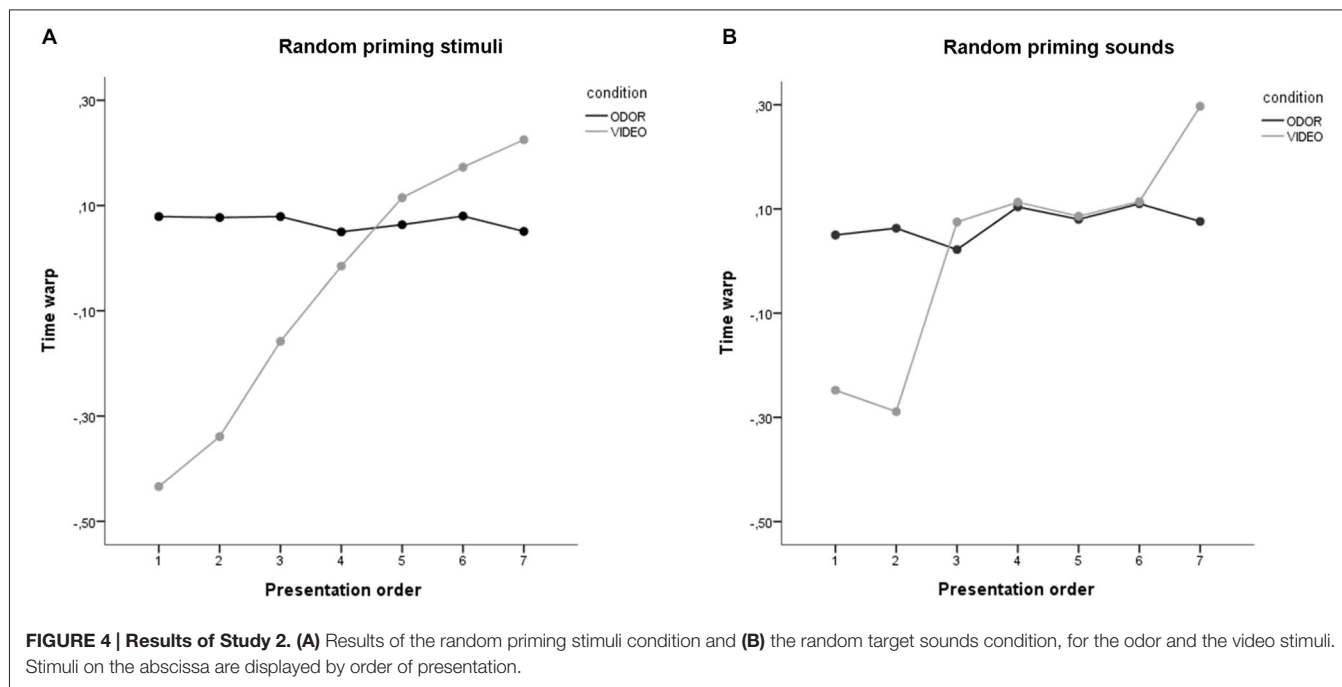 A
Random priming stimuli
condition
ODOR
VIDEO
Time warp
,30
,10
-,10
-,30
-,50
1 2 3 4 5 6 7
Presentation order
B
Random priming sounds
condition
ODOR
VIDEO
Time warp
,30
,10
-,10
-,30
-,50
1 2 3 4 5 6 7
Presentation order
FIGURE 4 | Results of Study 2. (A) Results of the random priming stimuli condition and (B) the random target sounds condition, for the odor and the video stimuli.
Stimuli on the abscissa are displayed by order of presentation.